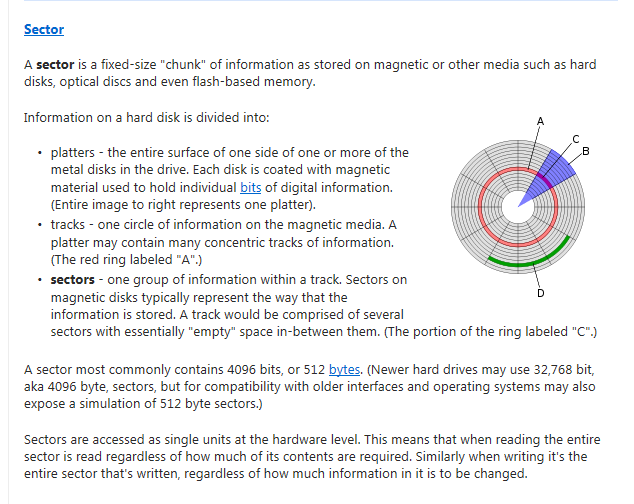 Sector
A sector is a fixed-size "chunk" of information as stored on magnetic or other media such as hard
disks, optical discs and even flash-based memory.
Information on a hard disk is divided into:
• platters - the entire surface of one side of one or more of the
metal disks in the drive. Each disk is coated with magnetic
material used to hold individual bits of digital information.
(Entire image to right represents one platter).
• tracks - one circle of information on the magnetic media. A
platter may contain many concentric tracks of information.
(The red ring labeled "A".)
• sectors - one group of information within a track. Sectors on
magnetic disks typically represent the way that the
information is stored. A track would be comprised of several
sectors with essentially "empty" space in-between them. (The portion of the ring labeled "C".)
A
C
B
D
A sector most commonly contains 4096 bits, or 512 bytes. (Newer hard drives may use 32,768 bit,
aka 4096 byte, sectors, but for compatibility with older interfaces and operating systems may also
expose a simulation of 512 byte sectors.)
Sectors are accessed as single units at the hardware level. This means that when reading the entire
sector is read regardless of how much of its contents are required. Similarly when writing it's the
entire sector that's written, regardless of how much information in it is to be changed.